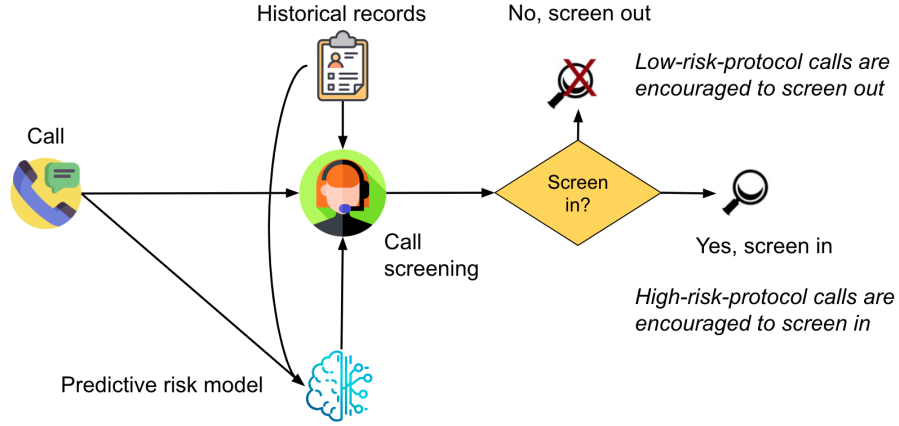 Historical records
No, screen out
Low-risk-protocol calls are
encouraged to screen out
Call
Screen
in?
Call
screening
Yes, screen in
High-risk-protocol calls are
encouraged to screen in
Predictive risk model